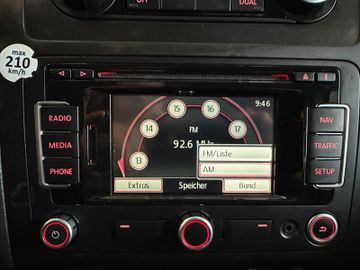 OFF
DUAL
max
210
km/h
RADIO
MEDIA
PHONE
NAV
TRAFFIC
SETUP
9:46
15
16
14
17
13
FM
92.6
FM/Liste
AM
Extras
Speicher
Band